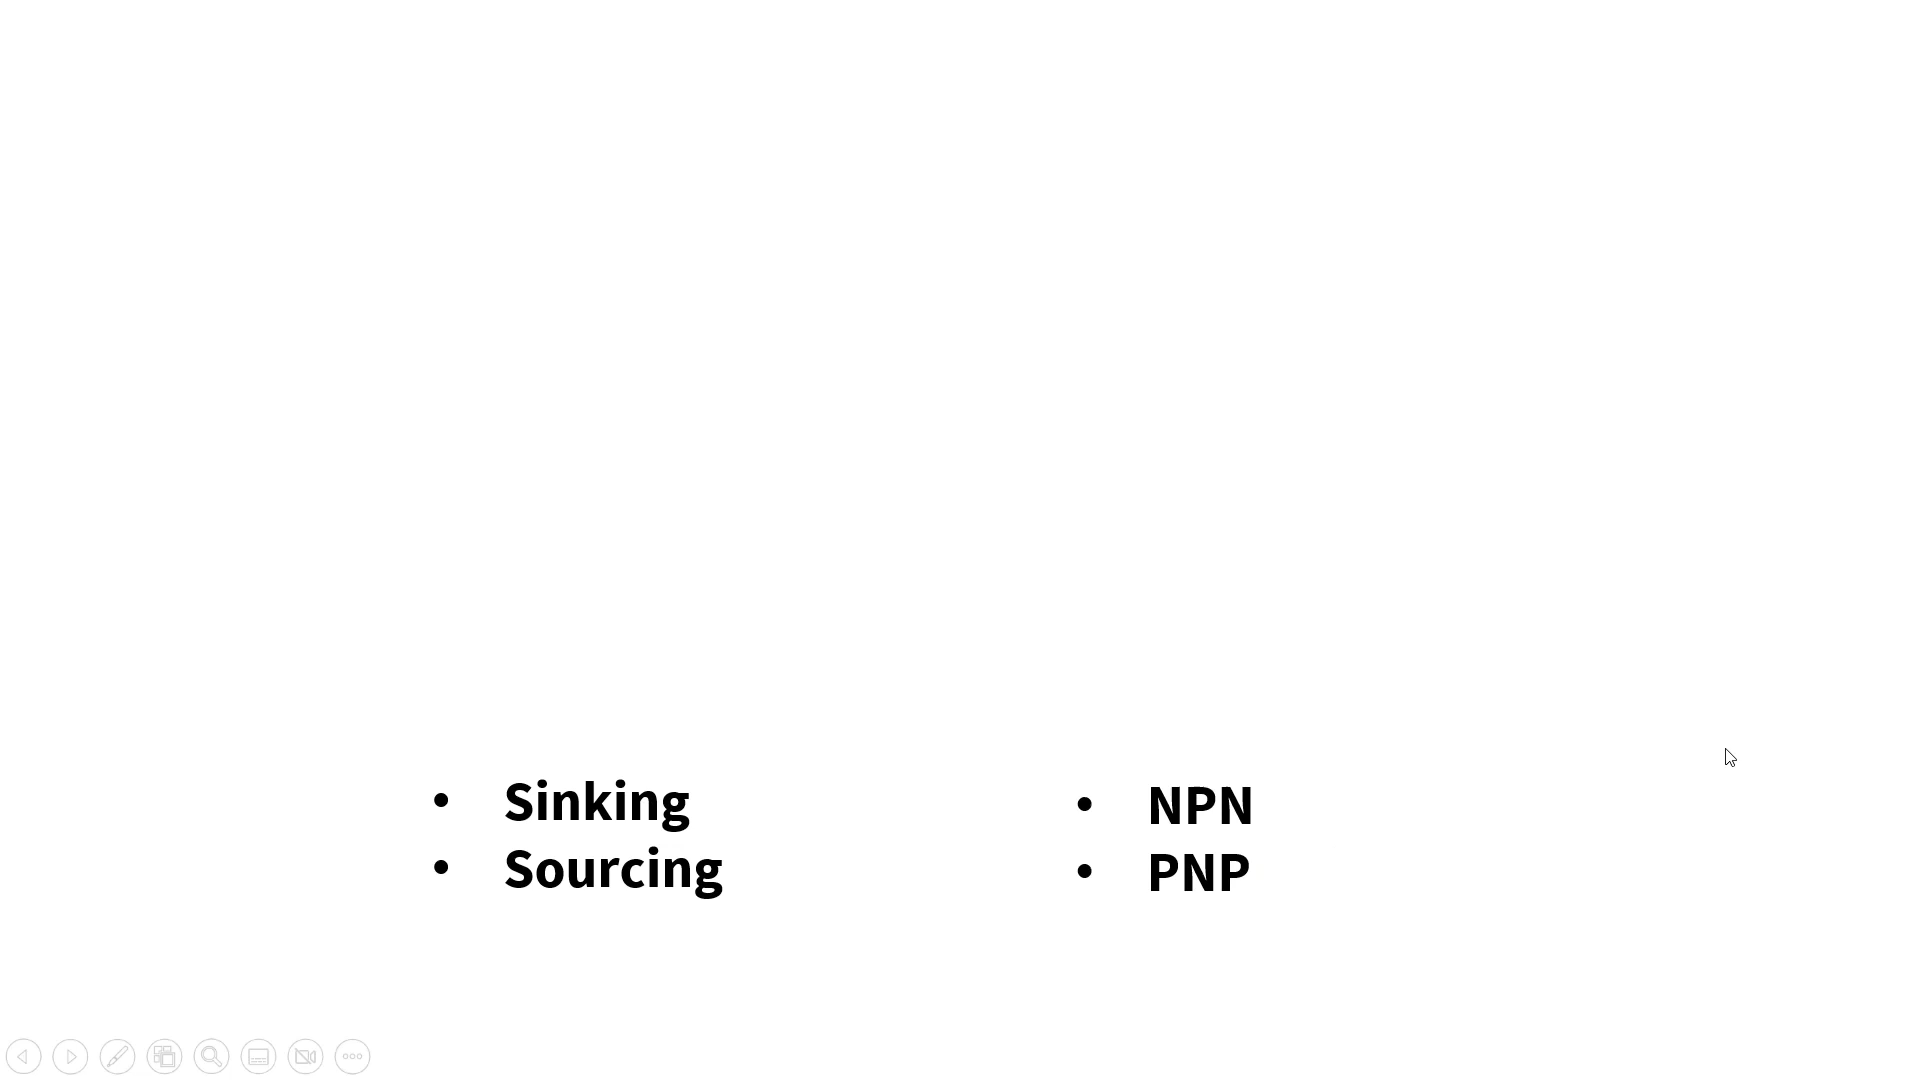 • Sinking
• Sourcing
• NPN
• PNP